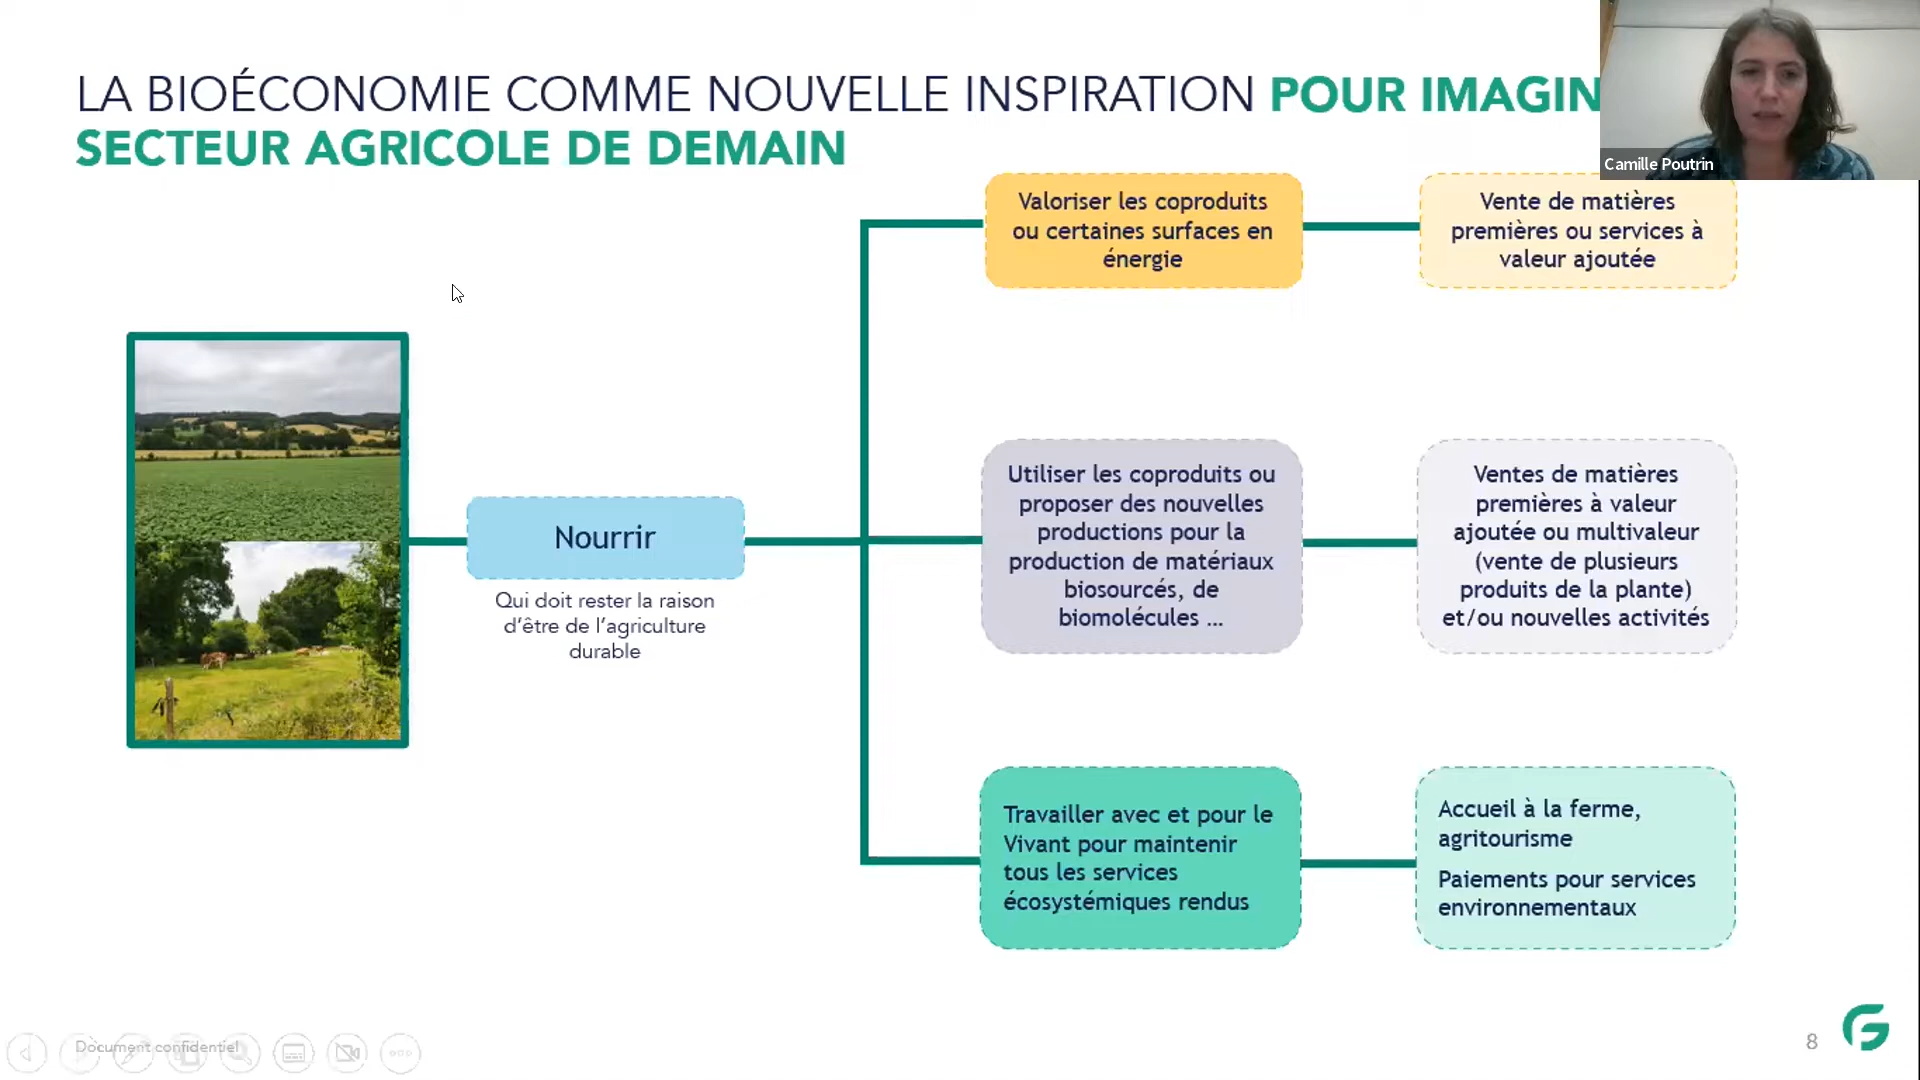 LA BIOÉCONOMIE COMME NOUVELLE INSPIRATION POUR IMAGIN
SECTEUR AGRICOLE DE DEMAIN
Camille Poutrin
Valoriser les coproduits
ou certaines surfaces en
énergie
Vente de matières
premières ou services à
valeur ajoutée
Nourrir
Qui doit rester la raison
d’être de l’agriculture
durable
Utiliser les coproduits ou
proposer des nouvelles
productions pour la
production de matériaux
biosourcés, de
biomolécules ...
Ventes de matières
premières à valeur
ajoutée ou multivaleur
(vente de plusieurs
produits de la plante)
et/ou nouvelles activités
Travailler avec et pour le
Vivant pour maintenir
tous les services
écosystémiques rendus
Accueil à la ferme,
agritourisme
Paiements pour services
environnementaux
Document confidentiel
8